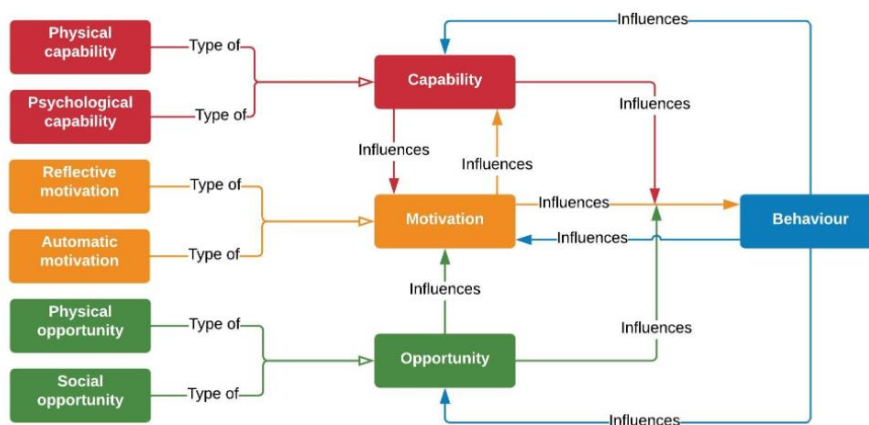 Influences
Physical
capability
Type of
Capability
Influences
Psychological
capability
Type of
Influences
Influences
Reflective
motivation
Type of
Motivation
Influences
Behaviour
Influences
Automatic
motivation
Type of
Influences
Physical
opportunity
Type of
Influences
Opportunity
Social
opportunity
Type of
Influences